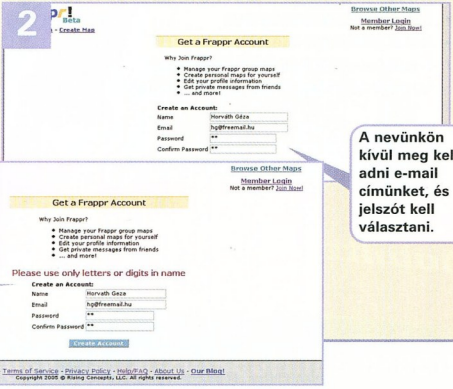 2
pr!
Beta
- Create Map
Browse Other Maps
Member Login
Not a member? Join Now!
Get a Frappr Account
Why Join Frappr?
Manage your Frappr group maps
Create personal maps for yourself
Edit your profile information
Get private messages from friends
... and more!
Create an Account:
Name Horváth Géza
Email hg@freemail.hu
Password **
Confirm Password **
A nevünkön
kívül meg kel
adni e-mail
címünket, és
jelszót kell
választani.
Browse Other Maps
Member Login
Not a member? Join Now!
Get a Frappr Account
Why Join Frappr?
Manage your Frappr group maps
Create personal maps for yourself
Edit your profile information
Get private messages from friends
... and more!
Please use only letters or digits in name
Create an Account:
Name Horvath Geza
Email hg@freemail.hu
Password **
Confirm Password **
Create Account
Terms of Service - Privacy Policy - Help/FAQ - About Us - Our Blog!
Copyright 2005 © Rising Concepts, LLC. All rights reserved.